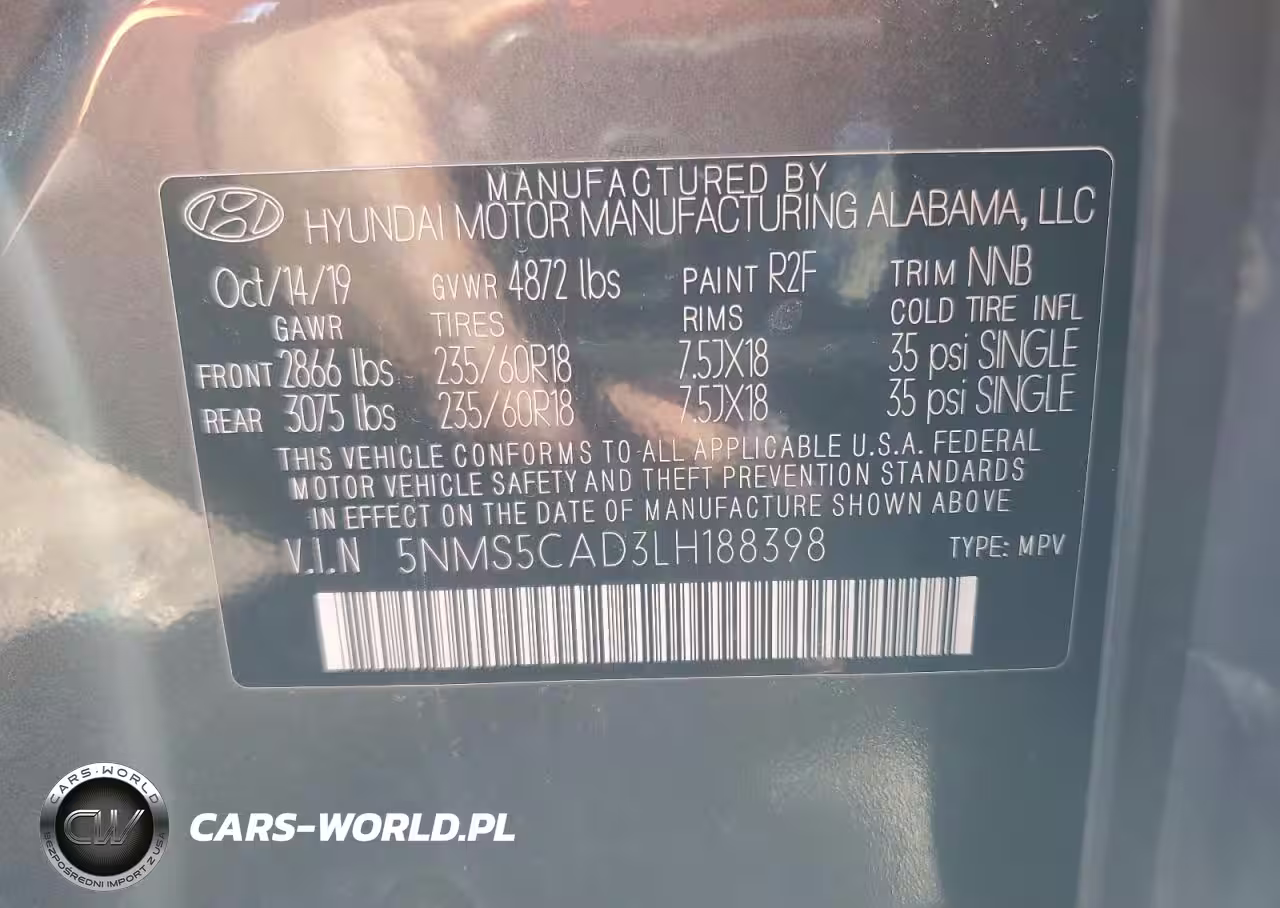 MANUFACTURED BY
HYUNDAI MOTOR MANUFACTURING ALABAMA, LLC
Oct/14/19 GVWR 4872 lbs PAINT R2F TRIM NNB
GAWR TIRES RIMS COLD TIRE INFL
FRONT 2866 lbs 235/60R18 7.5JX18 35 psi SINGLE
REAR 3075 lbs 235/60R18 7.5JX18 35 psi SINGLE
THIS VEHICLE CONFORMS TO ALL APPLICABLE U.S.A. FEDERAL
MOTOR VEHICLE SAFETY AND THEFT PREVENTION STANDARDS
IN EFFECT ON THE DATE OF MANUFACTURE SHOWN ABOVE
V.I.N 5NMS5CAD3LH188398 TYPE: MPV
CARS-WORLD
CW
BEZPOŚREDNI IMPORT Z USA
CARS-WORLD.PL